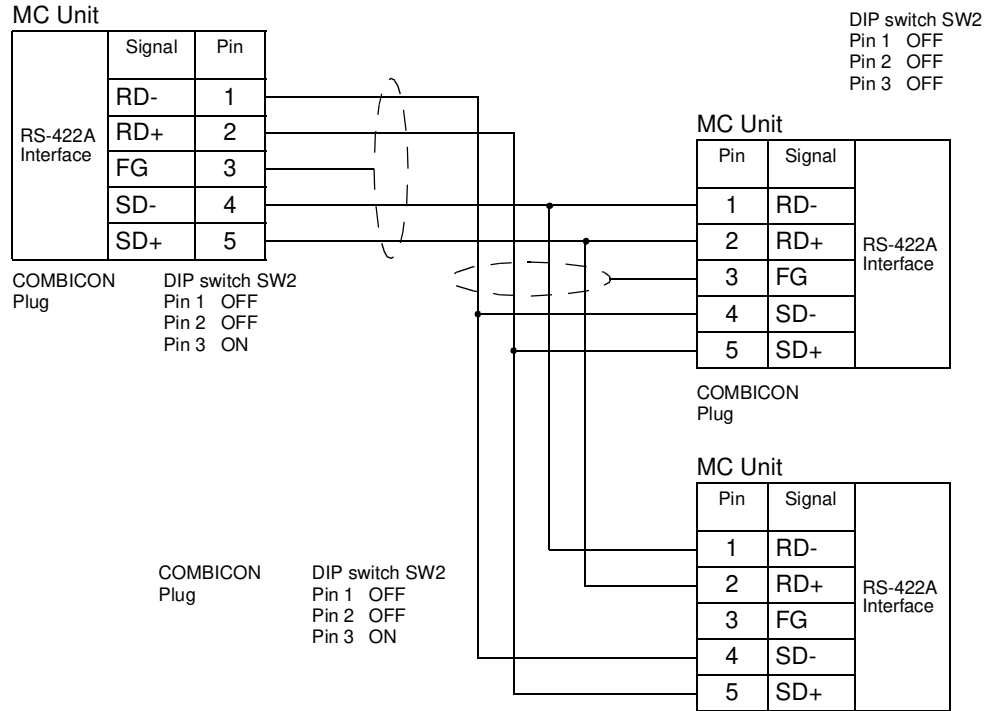 MC Unit
Signal Pin
RD- 1
RD+ 2
FG 3
SD- 4
SD+ 5
RS-422A
Interface
COMBICON
Plug
DIP switch SW2
Pin 1 OFF
Pin 2 OFF
Pin 3 ON
DIP switch SW2
Pin 1 OFF
Pin 2 OFF
Pin 3 OFF
MC Unit
Pin Signal
1 RD-
2 RD+
3 FG
4 SD-
5 SD+
RS-422A
Interface
COMBICON
Plug
MC Unit
Pin Signal
1 RD-
2 RD+
3 FG
4 SD-
5 SD+
RS-422A
Interface
COMBICON
Plug
DIP switch SW2
Pin 1 OFF
Pin 2 OFF
Pin 3 ON